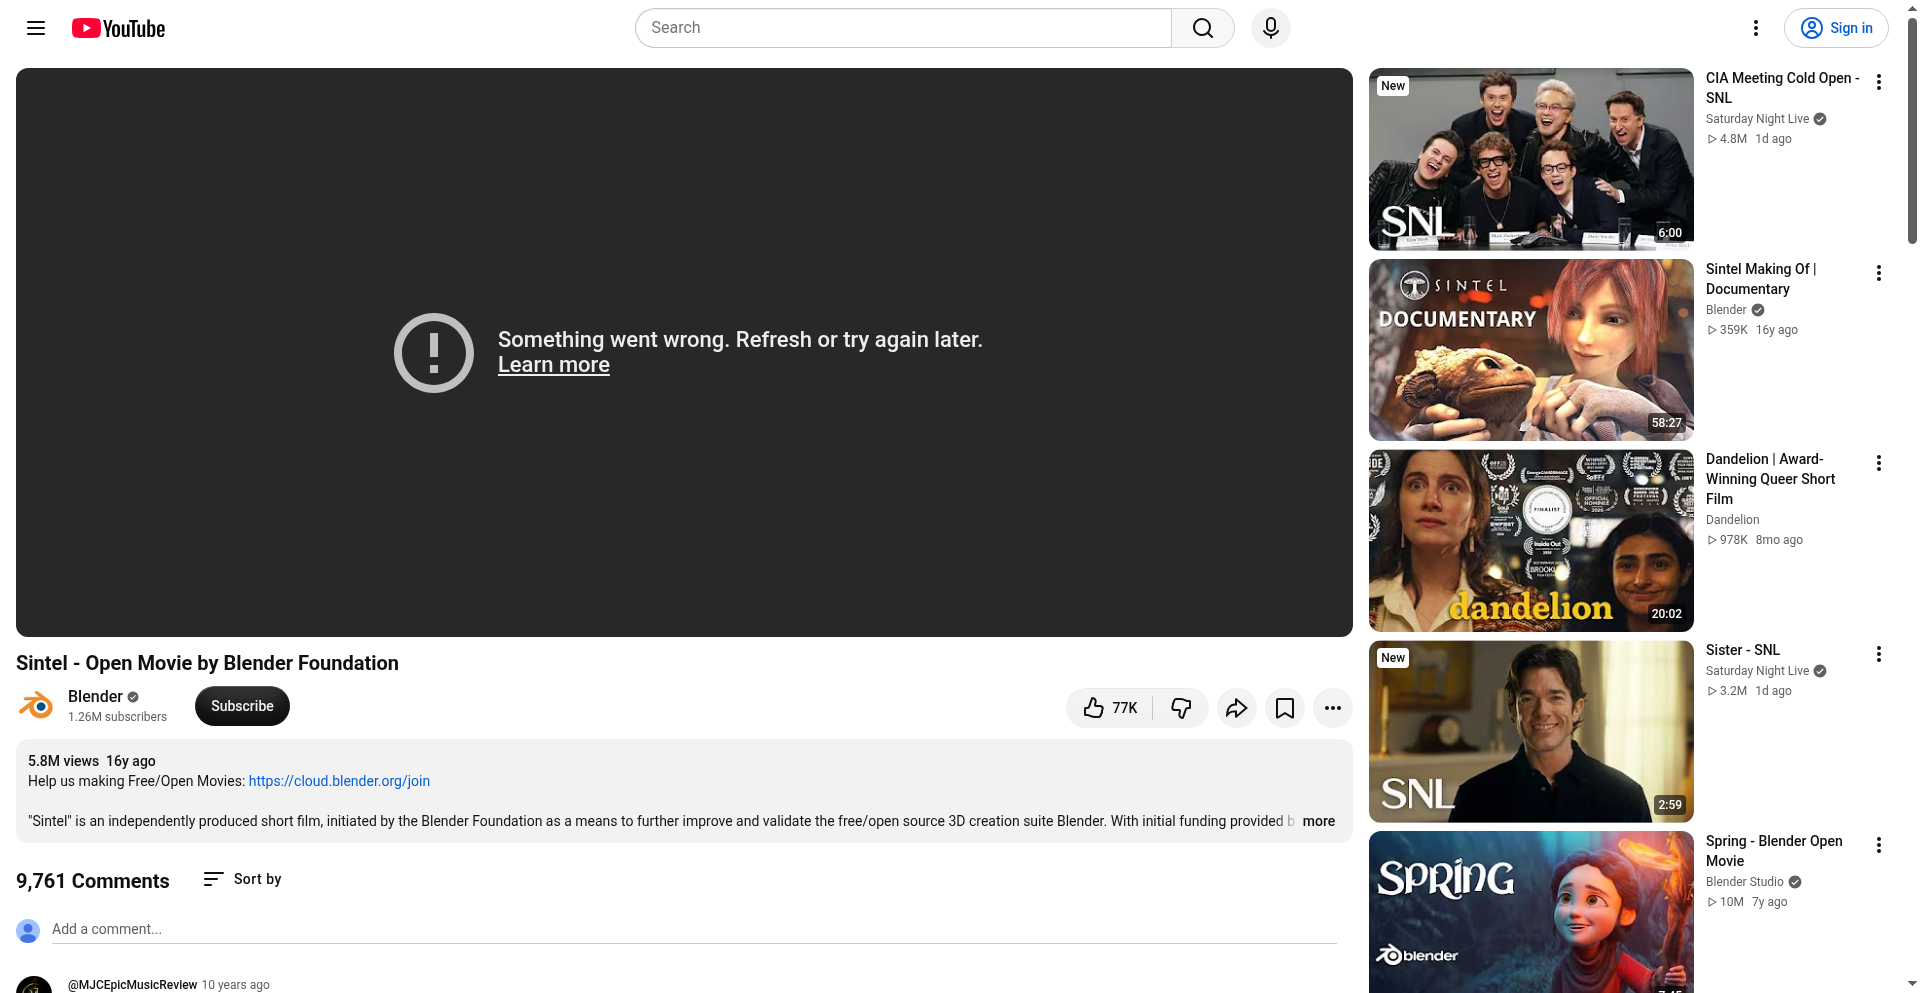 YouTube
Search
Sign in
Something went wrong. Refresh or try again later.
Learn more
Sintel - Open Movie by Blender Foundation
Blender
1.26M subscribers
Subscribe
77K
5.8M views 16y ago
Help us making Free/Open Movies: https://cloud.blender.org/join
"Sintel" is an independently produced short film, initiated by the Blender Foundation as a means to further improve and validate the free/open source 3D creation suite Blender. With initial funding provided b more
9,761 Comments
Sort by
Add a comment...
@MJCEpicMusicReview 10 years ago
New
SNL
6:00
CIA Meeting Cold Open -
SNL
Saturday Night Live
4.8M 1d ago
SINTEL
DOCUMENTARY
58:27
Sintel Making Of |
Documentary
Blender
359K 16y ago
FINALIST
Inside Out
dandelion
20:02
Dandelion | Award-
Winning Queer Short
Film
Dandelion
978K 8mo ago
New
SNL
2:59
Sister - SNL
Saturday Night Live
3.2M 1d ago
SPRING
blender
Spring - Blender Open
Movie
Blender Studio
10M 7y ago